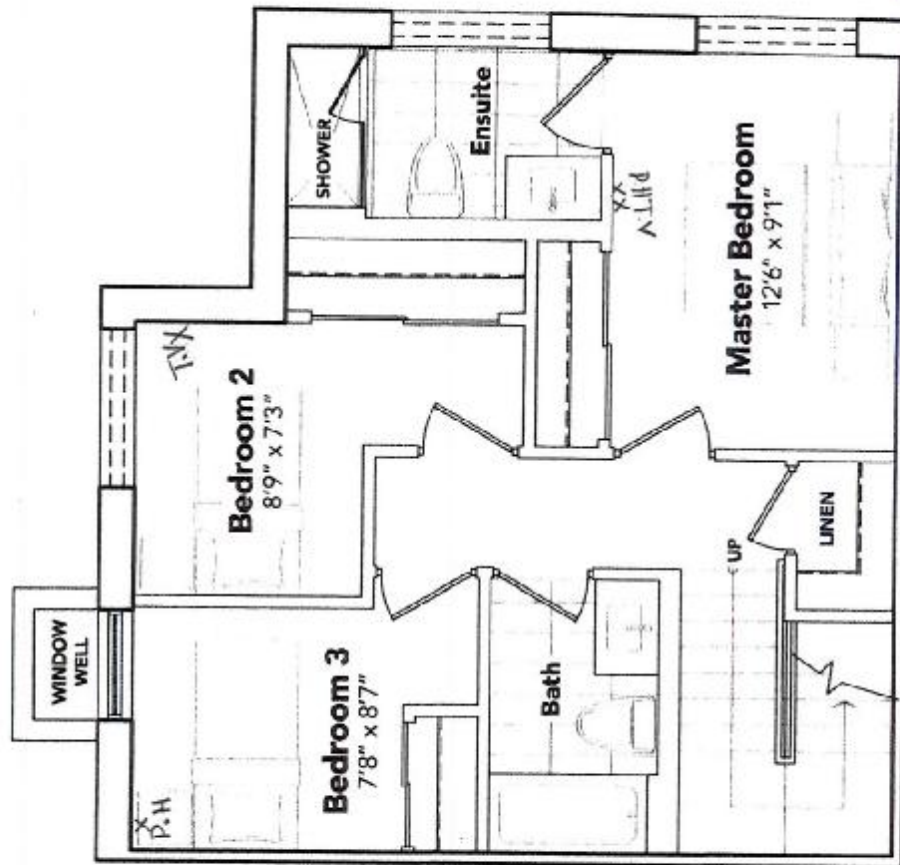 WINDOW
WELL
Bedroom 3
7'8" x 8'7"
P.H
X
Bedroom 2
8'9" x 7'3"
T.V X
SHOWER
Ensuite
Bath
UP
LINEN
Master Bedroom
12'6" x 9'1"
XX